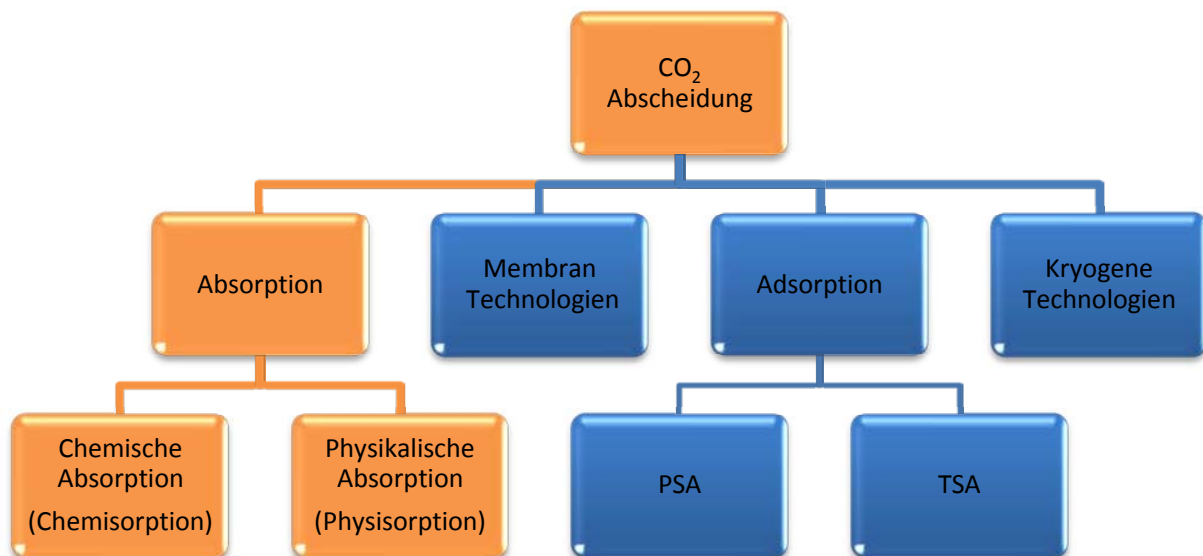 CO₂
Abscheidung
Absorption
Membran
Technologien
Adsorption
Kryogene
Technologien
Chemische
Absorption
(Chemisorption)
Physikalische
Absorption
(Physisorption)
PSA
TSA